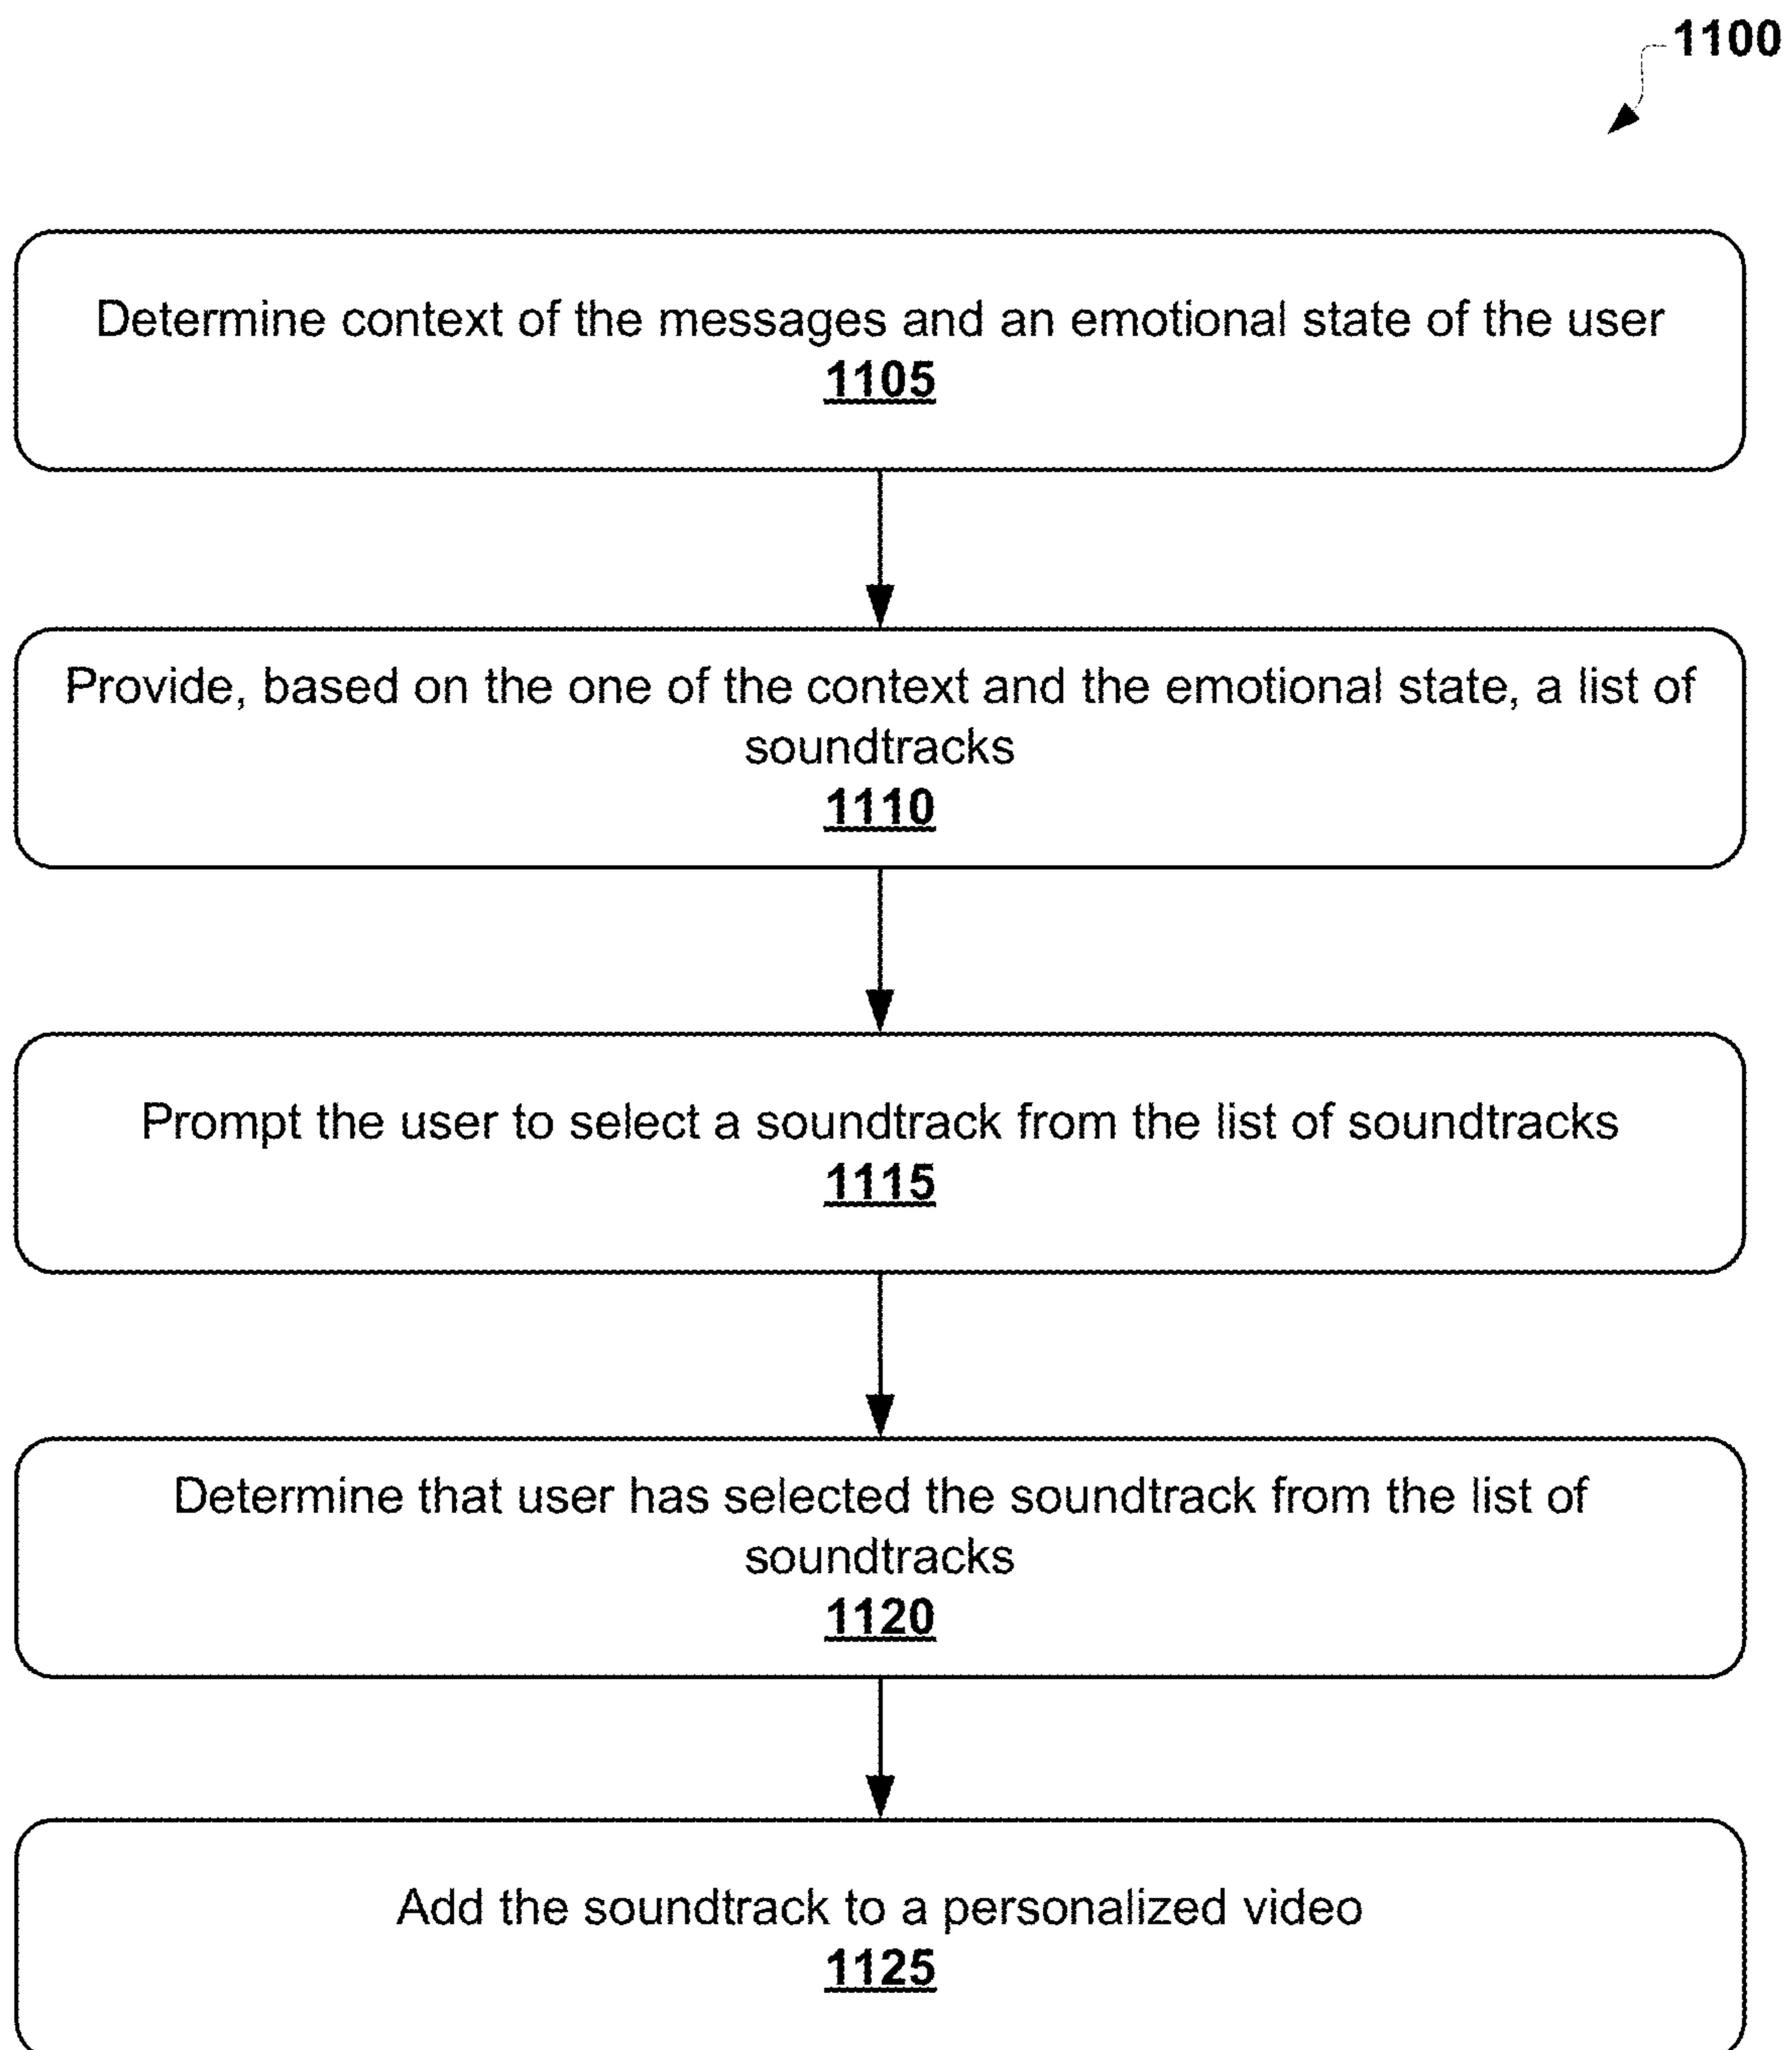 1100
Determine context of the messages and an emotional state of the user
1105
Provide, based on the one of the context and the emotional state, a list of
soundtracks
1110
Prompt the user to select a soundtrack from the list of soundtracks
1115
Determine that user has selected the soundtrack from the list of
soundtracks
1120
Add the soundtrack to a personalized video
1125